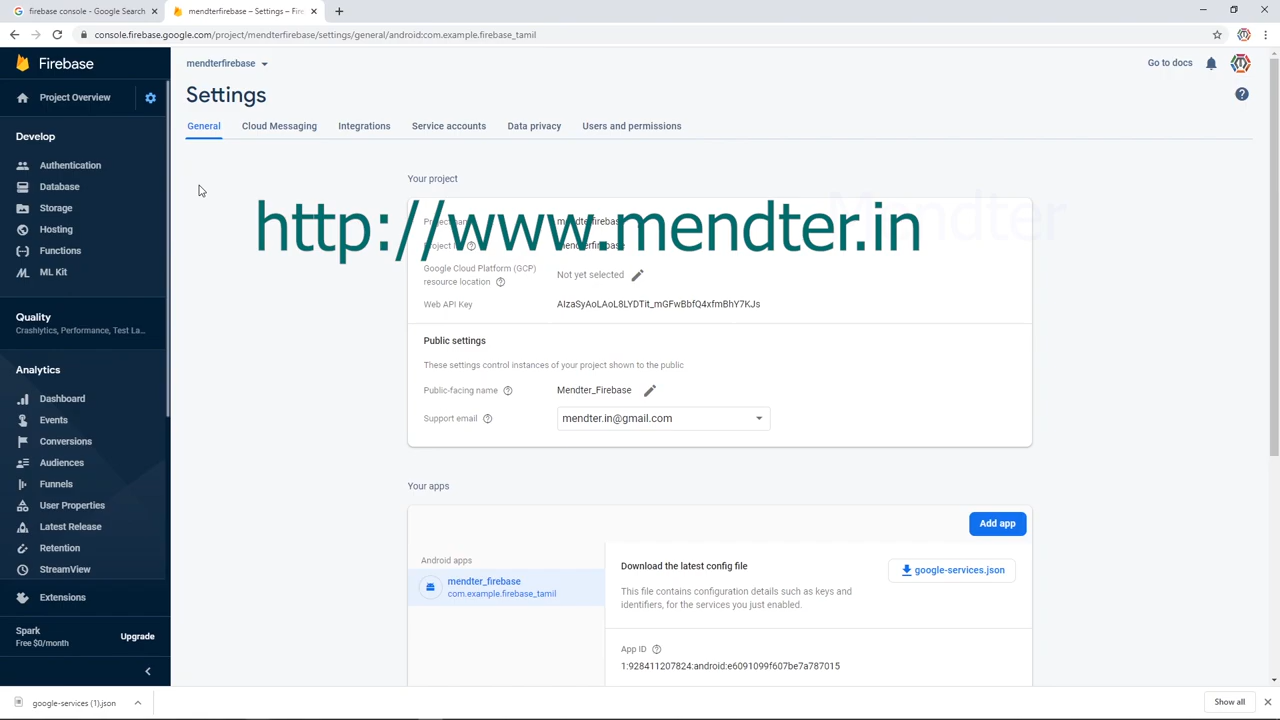 firebase console - Google Search
mendterfirebase – Settings – Fire
console.firebase.google.com/project/mendterfirebase/settings/general/android:com.example.firebase_tamil
Firebase
mendterfirebase
Go to docs
Project Overview
Settings
General
Cloud Messaging
Integrations
Service accounts
Data privacy
Users and permissions
Develop
Authentication
Database
Storage
Hosting
Functions
ML Kit
Quality
Crashlytics, Performance, Test La...
Analytics
Dashboard
Events
Conversions
Audiences
Funnels
User Properties
Latest Release
Retention
StreamView
Extensions
Spark
Free $0/month
Upgrade
Your project
http://www.mendter.in
Mendter
mendterfirebase
Project ID
mendterfirebase
Google Cloud Platform (GCP)
resource location
Not yet selected
Web API Key
AIzaSyAoLAoL8LYDTit_mGFwBbfQ4xfmBhY7KJs
Public settings
These settings control instances of your project shown to the public
Public-facing name
Mendter_Firebase
Support email
mendter.in@gmail.com
Your apps
Add app
Android apps
mendter_firebase
com.example.firebase_tamil
Download the latest config file
google-services.json
This file contains configuration details such as keys and
identifiers, for the services you just enabled.
App ID
1:928411207824:android:e6091099f607be7a787015
google-services (1).json
Show all